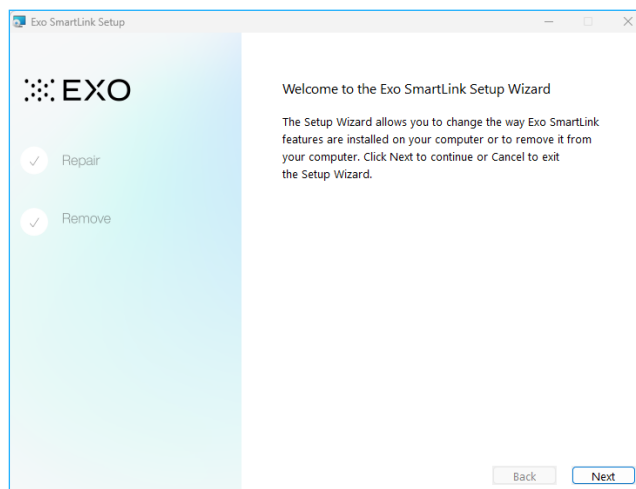 Exo SmartLink Setup
EXO
Repair
Remove
Welcome to the Exo SmartLink Setup Wizard
The Setup Wizard allows you to change the way Exo SmartLink
features are installed on your computer or to remove it from
your computer. Click Next to continue or Cancel to exit
the Setup Wizard.
Back
Next